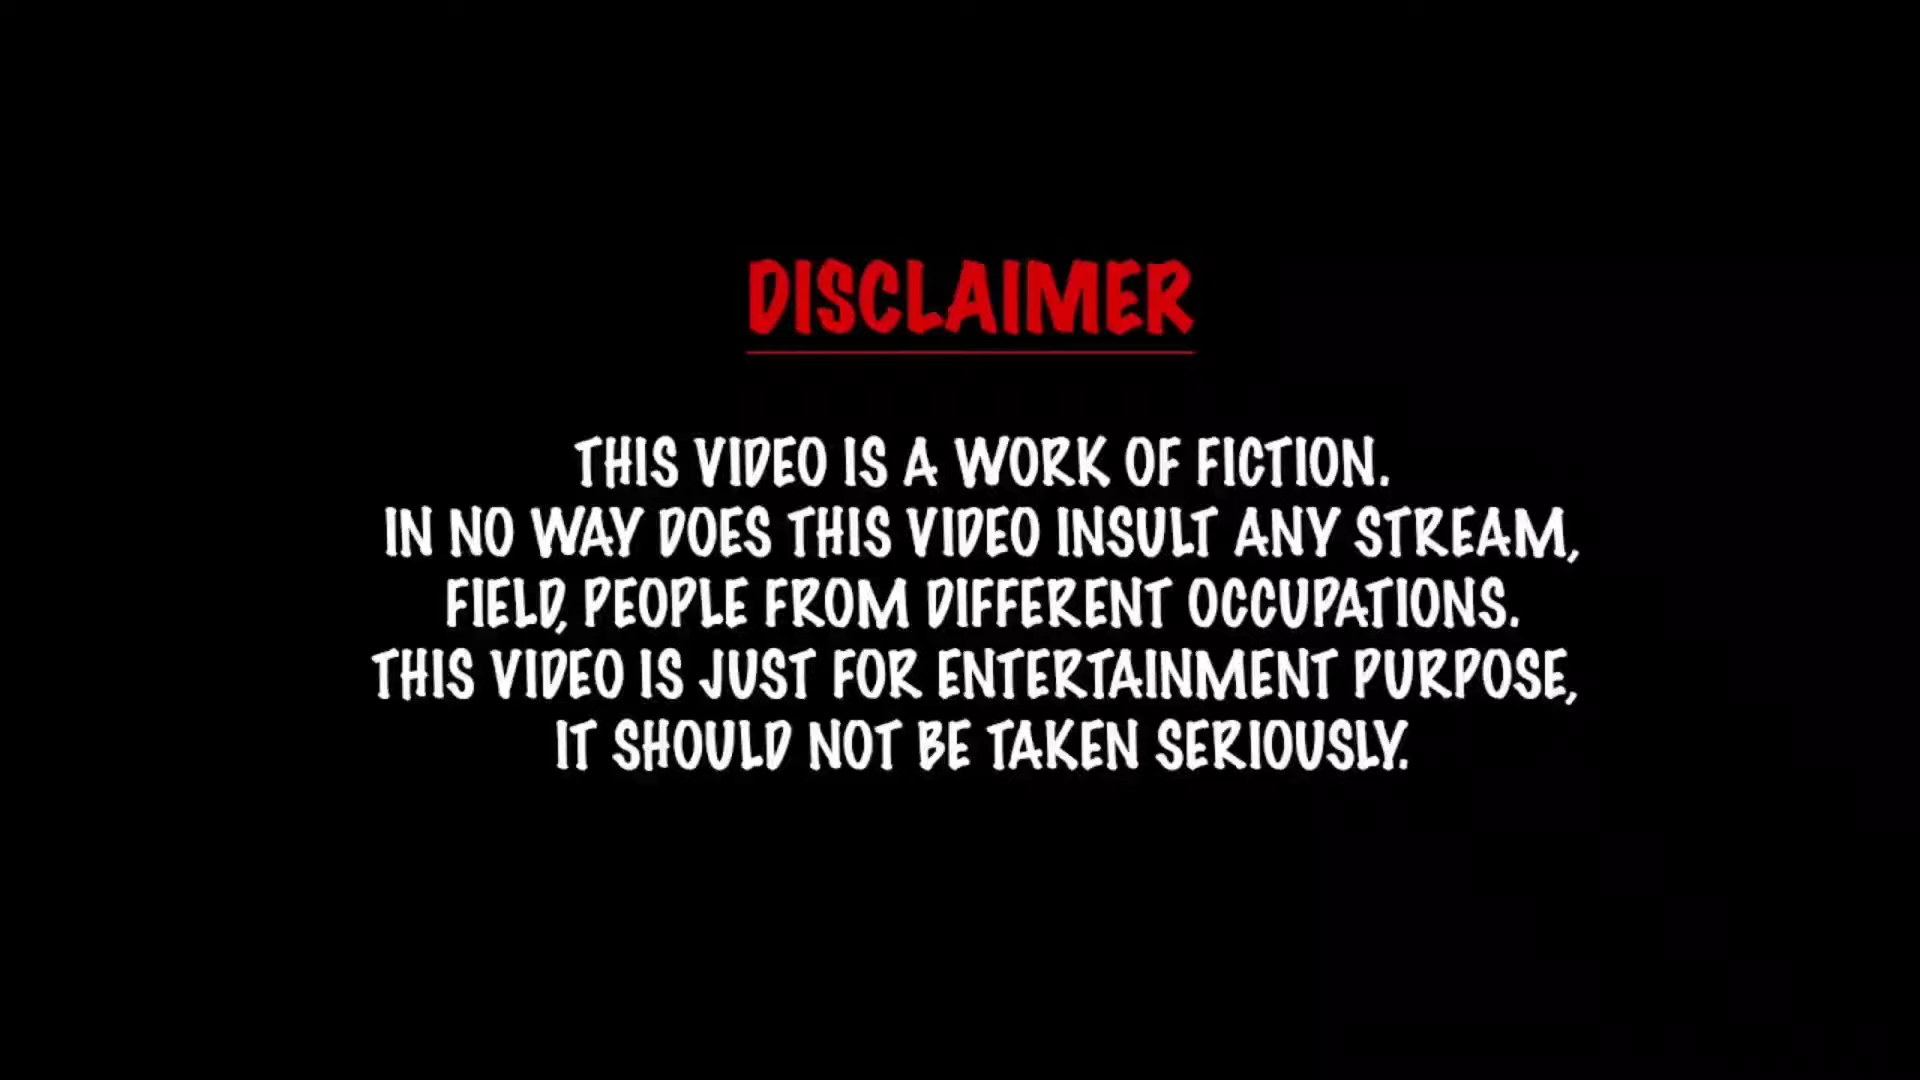 DISCLAIMER
THIS VIDEO IS A WORK OF FICTION.
IN NO WAY DOES THIS VIDEO INSULT ANY STREAM,
FIELD, PEOPLE FROM DIFFERENT OCCUPATIONS.
THIS VIDEO IS JUST FOR ENTERTAINMENT PURPOSE,
IT SHOULD NOT BE TAKEN SERIOUSLY.